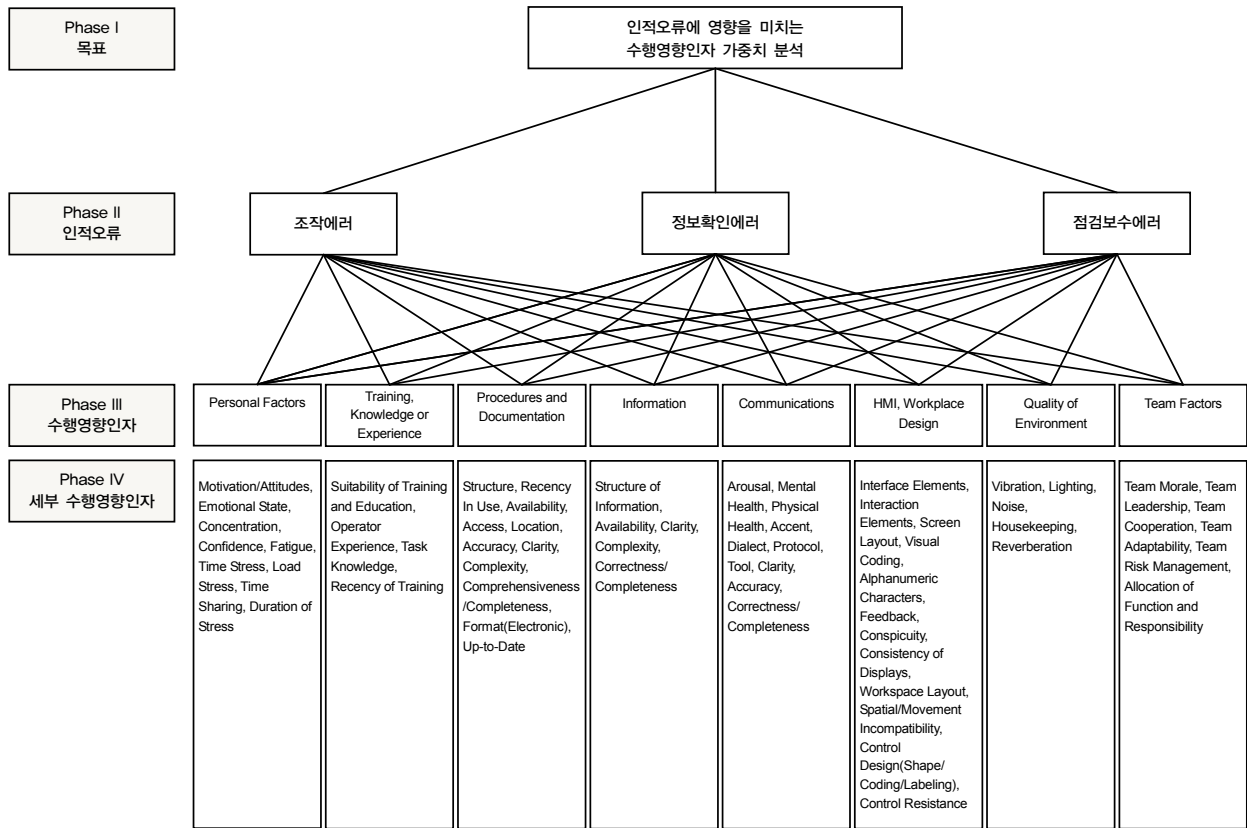 Phase I
목표
인적오류에 영향을 미치는
수행영향인자 가중치 분석
Phase II
인적오류
조작에러
정보확인에러
점검보수에러
Phase III
수행영향인자
Personal Factors
Training,
Knowledge or
Experience
Procedures and
Documentation
Information
Communications
HMI, Workplace
Design
Quality of
Environment
Team Factors
Phase IV
세부 수행영향인자
Motivation/Attitudes,
Emotional State,
Concentration,
Confidence, Fatigue,
Time Stress, Load
Stress, Time
Sharing, Duration of
Stress
Suitability of Training
and Education,
Operator
Experience, Task
Knowledge,
Recency of Training
Structure, Recency
In Use, Availability,
Access, Location,
Accuracy, Clarity,
Complexity,
Comprehensiveness
/Completeness,
Format(Electronic),
Up-to-Date
Structure of
Information,
Availability, Clarity,
Complexity,
Correctness/
Completeness
Arousal, Mental
Health, Physical
Health, Accent,
Dialect, Protocol,
Tool, Clarity,
Accuracy,
Correctness/
Completeness
Interface Elements,
Interaction
Elements, Screen
Layout, Visual
Coding,
Alphanumeric
Characters,
Feedback,
Conspicuity,
Consistency of
Displays,
Workspace Layout,
Spatial/Movement
Incompatibility,
Control
Design(Shape/
Coding/Labeling),
Control Resistance
Vibration, Lighting,
Noise,
Housekeeping,
Reverberation
Team Morale, Team
Leadership, Team
Cooperation, Team
Adaptability, Team
Risk Management,
Allocation of
Function and
Responsibility